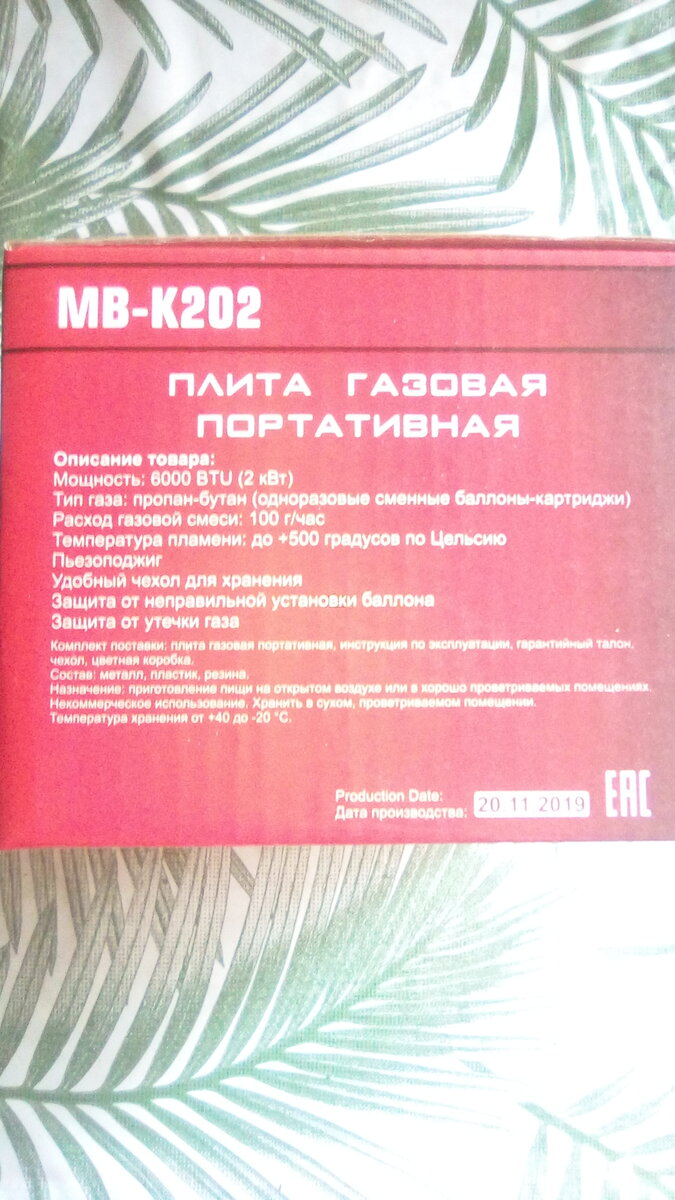 MB-K202
ПЛИТА ГАЗОВАЯ
ПОРТАТИВНАЯ
Описание товара:
Мощность: 6000 BTU (2 кВт)
Тип газа: пропан-бутан (одноразовые сменные баллоны-картриджи)
Расход газовой смеси: 100 г/час
Температура пламени: до +500 градусов по Цельсию
Пьезоподжиг
Удобный чехол для хранения
Защита от неправильной установки баллона
Защита от утечки газа
Комплект поставки: плита газовая портативная, инструкция по эксплуатации, гарантийный талон,
чехол, цветная коробка.
Состав: металл, пластик, резина.
Назначение: приготовление пищи на открытом воздухе или в хорошо проветриваемых помещениях.
Некоммерческое использование. Хранить в сухом, проветриваемом помещении.
Температура хранения от +40 до -20 °С.
Production Date:
Дата производства: 20 11 2019
EAC